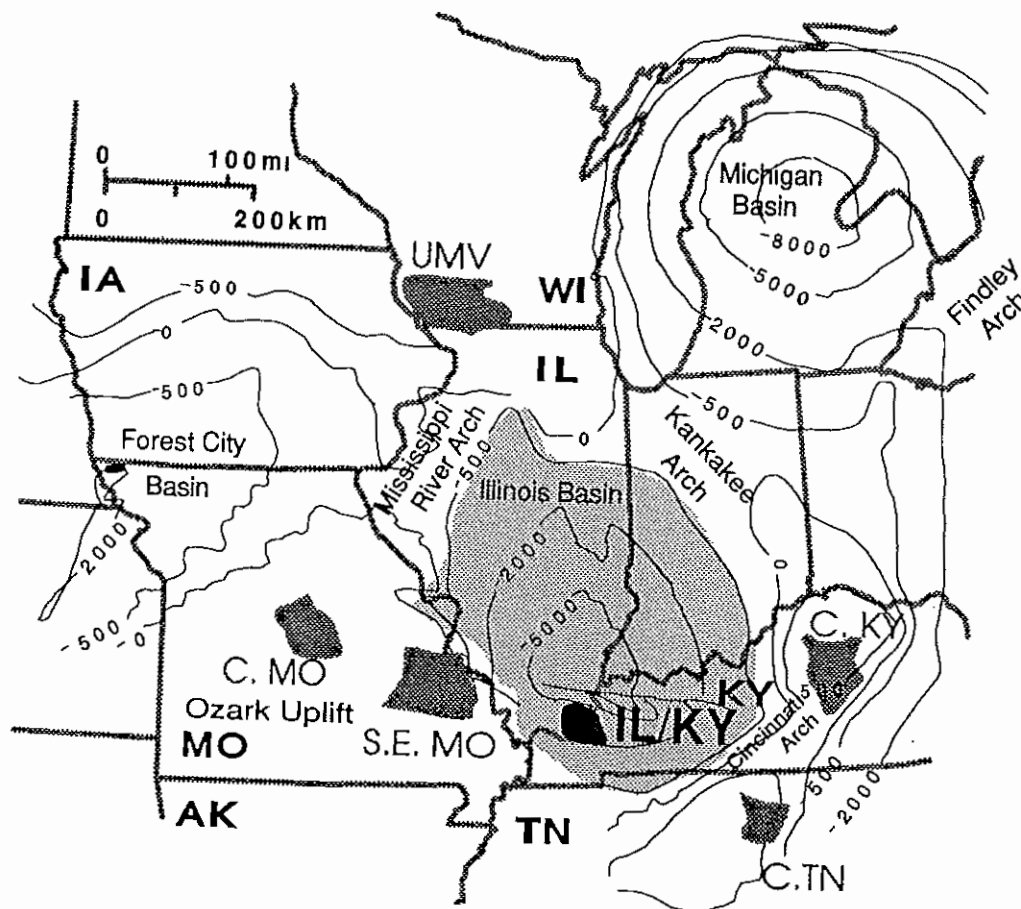 0 100mi
0 200km
IA
UMV
WI
IL
Michigan
Basin
-8000
-5000
-2000
-500
Findley
Arch
-500
0
-500
Forest City
Basin
2000
-500
-0
Mississippi
River Arch
-500
0
Illinois Basin
2000
-5000
Kankakee
Arch
0
C. KY
C. MO
Ozark Uplift
S.E. MO
MO
AK
KY
IL/KY
TN
Cincinnati
Arch
500
-2000
C.TN